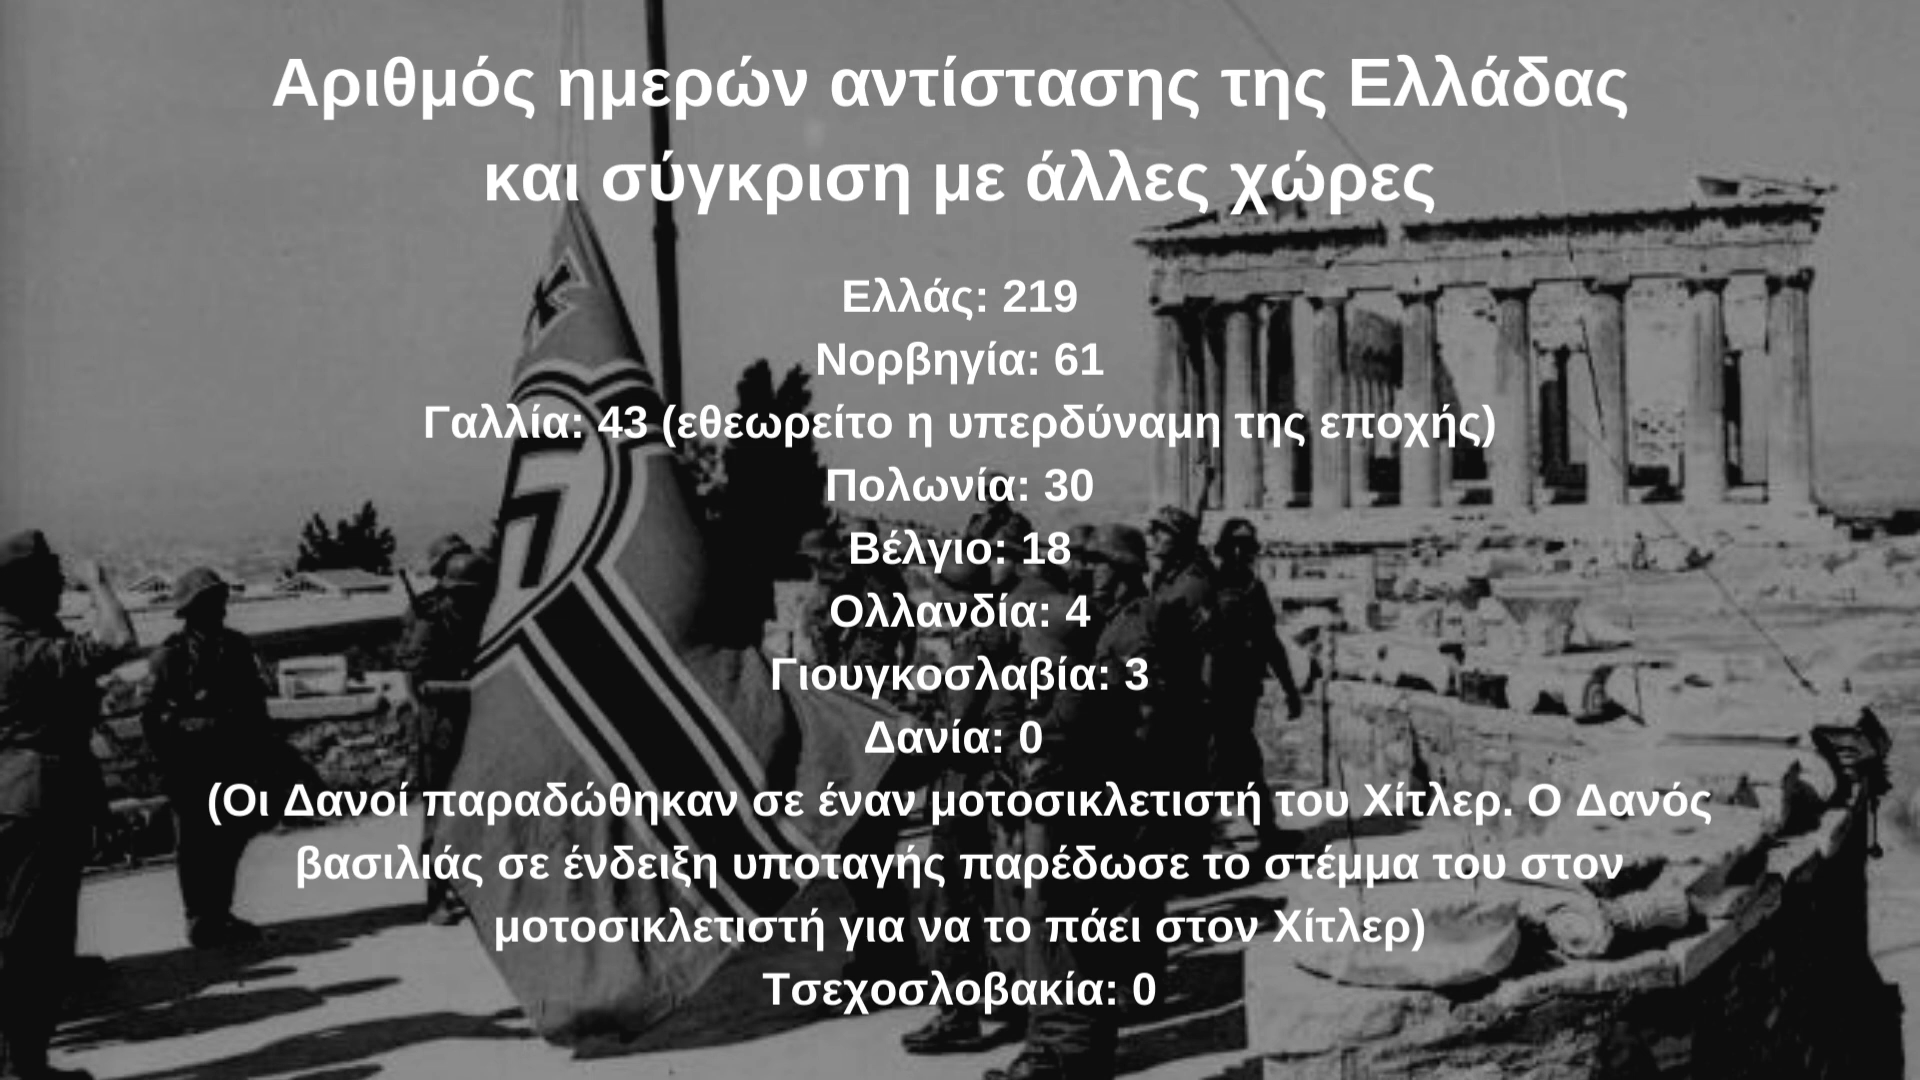 Αριθμός ημερών αντίστασης της Ελλάδας
και σύγκριση με άλλες χώρες
Ελλάς: 219
Νορβηγία: 61
Γαλλία: 43 (εθεωρείτο η υπερδύναμη της εποχής)
Πολωνία: 30
Βέλγιο: 18
Ολλανδία: 4
Γιουγκοσλαβία: 3
Δανία: 0
(Οι Δανοί παραδώθηκαν σε έναν μοτοσικλετιστή του Χίτλερ. Ο Δανός
βασιλιάς σε ένδειξη υποταγής παρέδωσε το στέμμα του στον
μοτοσικλετιστή για να το πάει στον Χίτλερ)
Τσεχοσλοβακία: 0